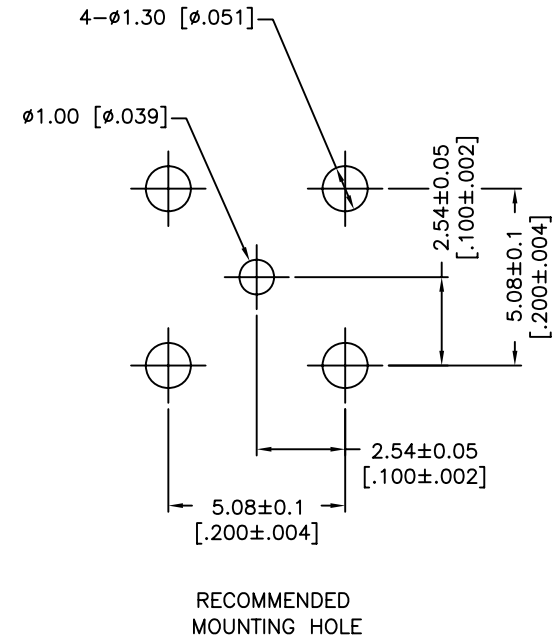 4-ø1.30 [ø.051]
ø1.00 [ø.039]
2.54±0.05
[.100±.002]
5.08±0.1
[.200±.004]
2.54±0.05
[.100±.002]
5.08±0.1
[.200±.004]
RECOMMENDED
MOUNTING HOLE